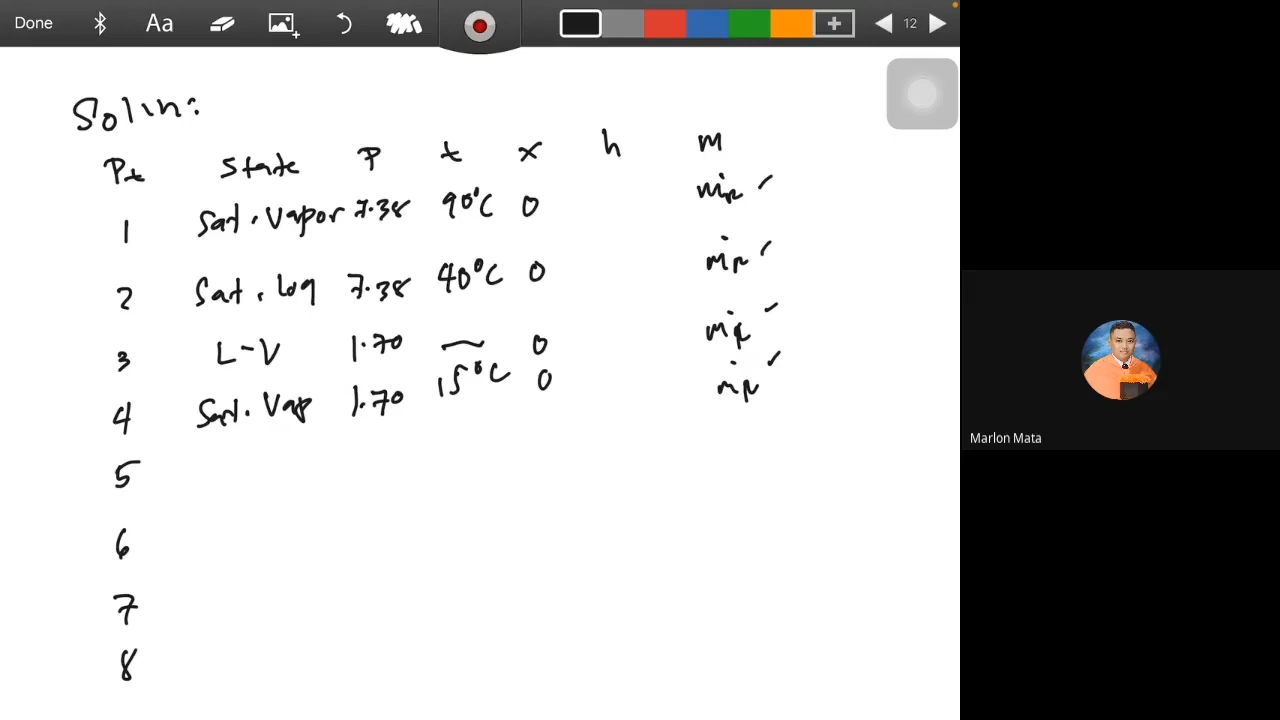 Done Aa 12
Sol'n:
Pt State P t x h m
1 Sat. Vapor 7.38 90°C 0 ṁr ✓
2 Sat. Liq 7.38 40°C 0 ṁr ✓
3 L-V 1.70 — 0 ṁr ✓
4 Sat. Vap 1.70 15°C 0 ṁr ✓
5
6
7
8
Marlon Mata